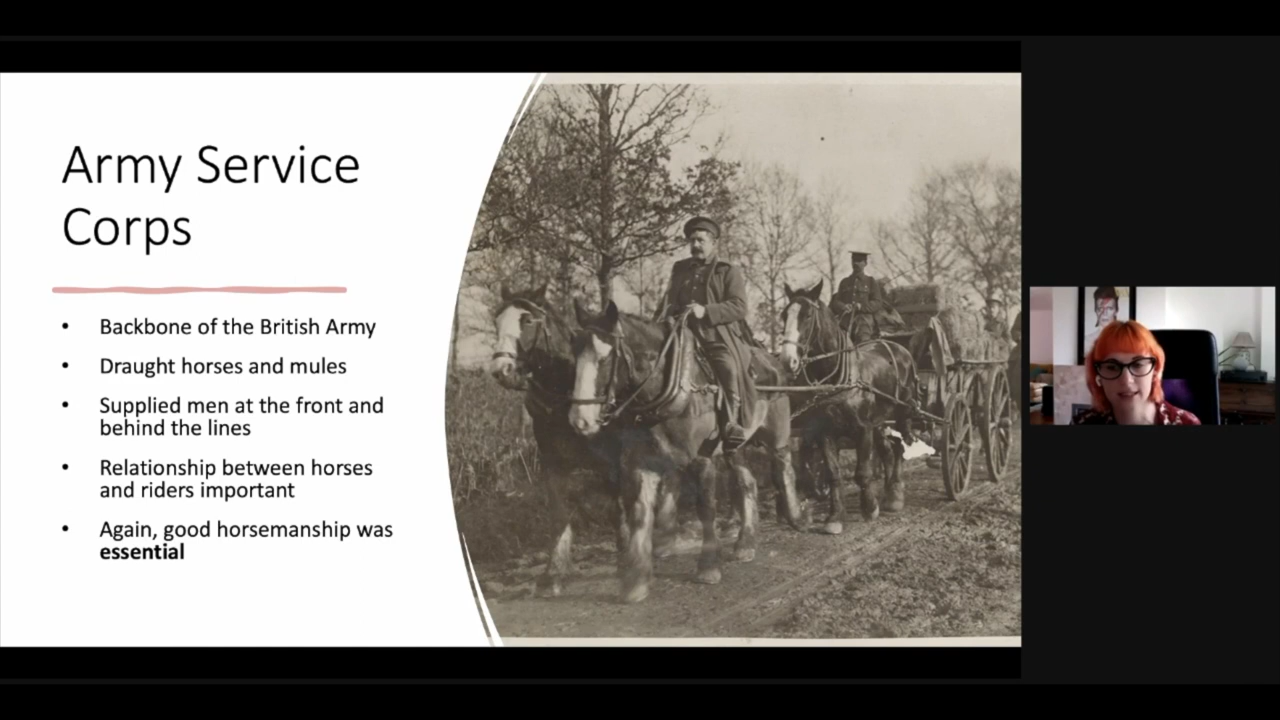 Army Service
Corps
• Backbone of the British Army
• Draught horses and mules
• Supplied men at the front and
behind the lines
• Relationship between horses
and riders important
• Again, good horsemanship was
essential